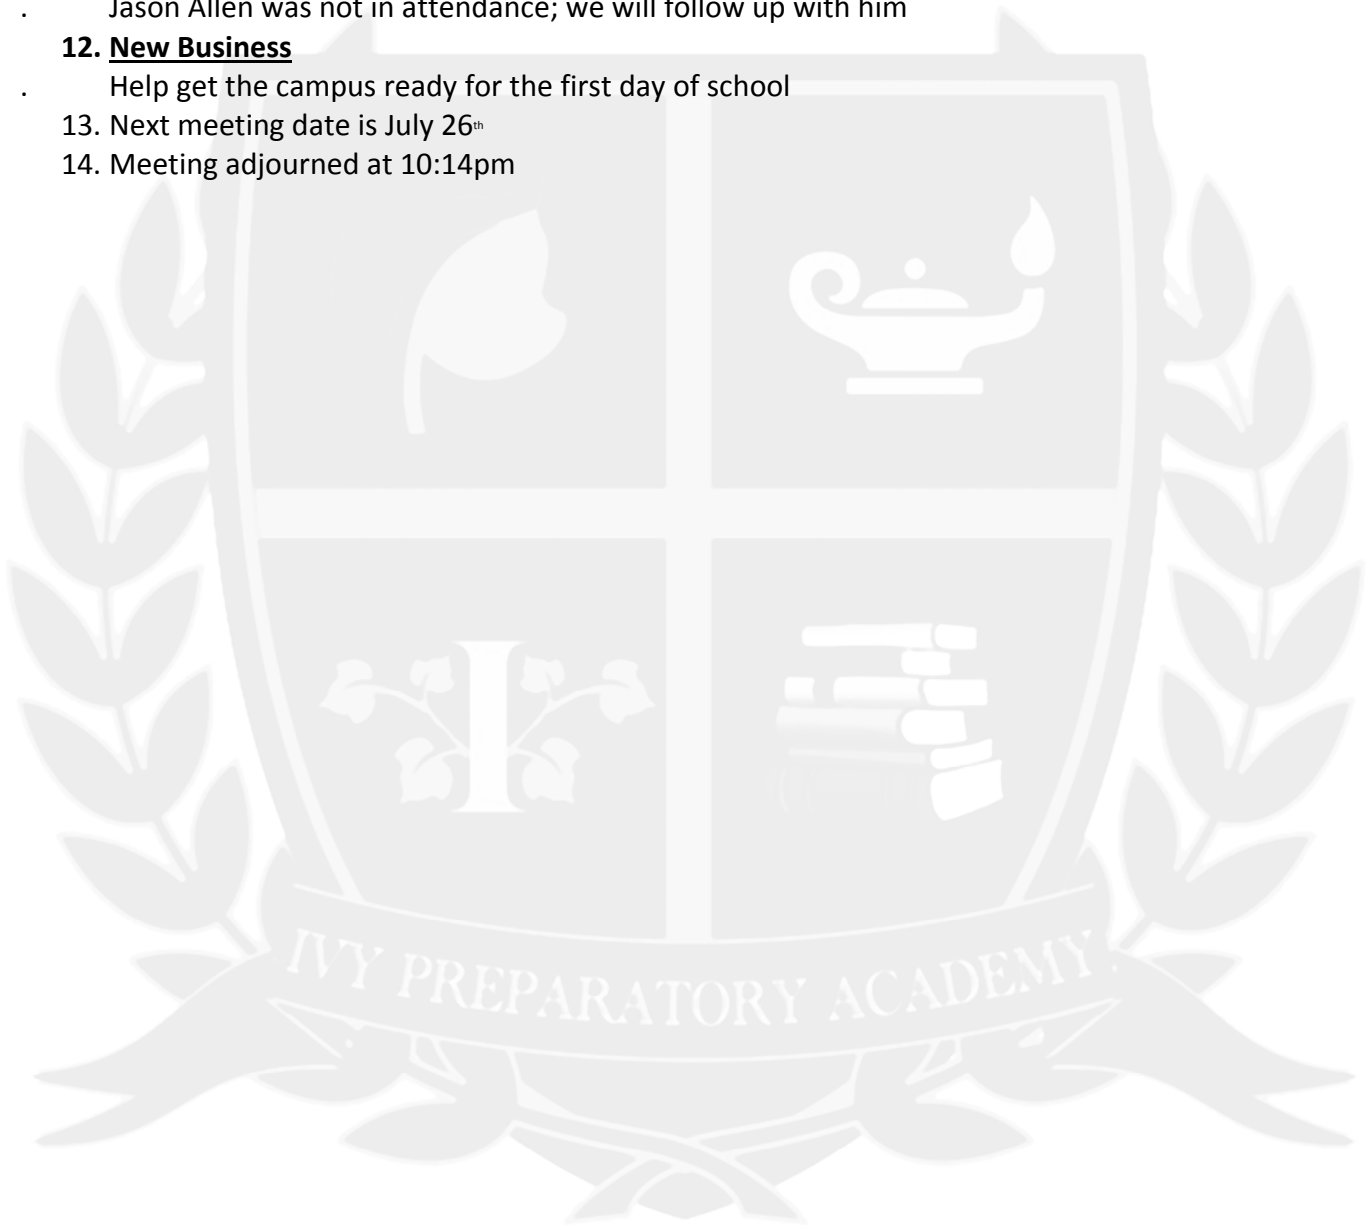 . Jason Allen was not in attendance; we will follow up with him
12. New Business
. Help get the campus ready for the first day of school
13. Next meeting date is July 26th
14. Meeting adjourned at 10:14pm
I
IVY PREPARATORY ACADEMY